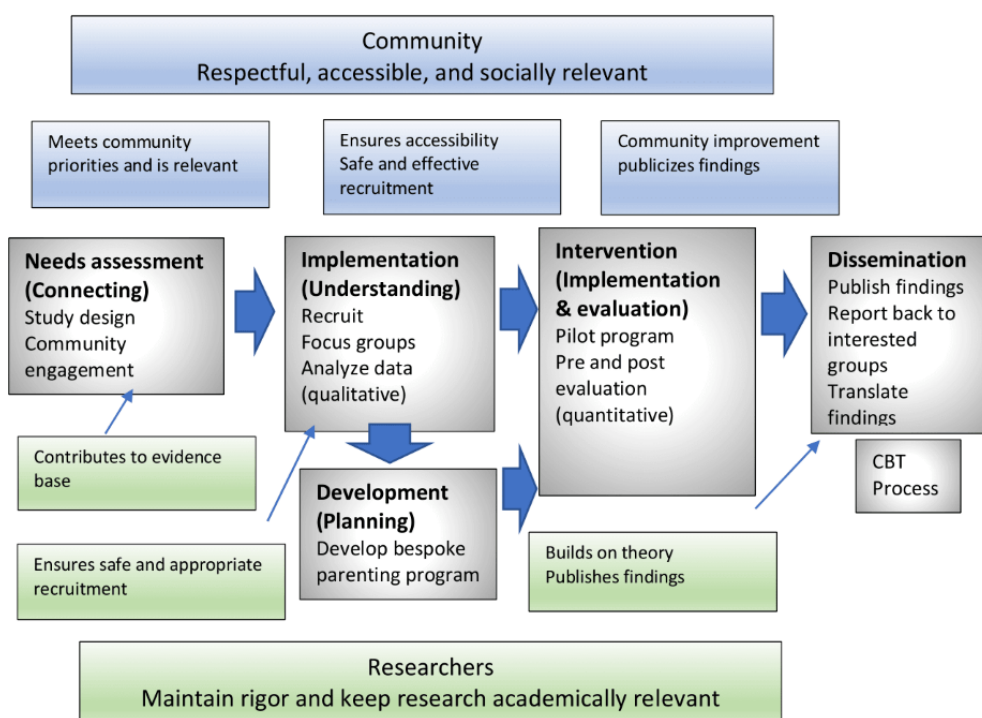 Community
Respectful, accessible, and socially relevant
Meets community
priorities and is relevant
Ensures accessibility
Safe and effective
recruitment
Community improvement
publicizes findings
Needs assessment
(Connecting)
Study design
Community
engagement
Implementation
(Understanding)
Recruit
Focus groups
Analyze data
(qualitative)
Intervention
(Implementation
& evaluation)
Pilot program
Pre and post
evaluation
(quantitative)
Dissemination
Publish findings
Report back to
interested
groups
Translate
findings
Contributes to evidence
base
Development
(Planning)
Develop bespoke
parenting program
CBT
Process
Ensures safe and appropriate
recruitment
Builds on theory
Publishes findings
Researchers
Maintain rigor and keep research academically relevant